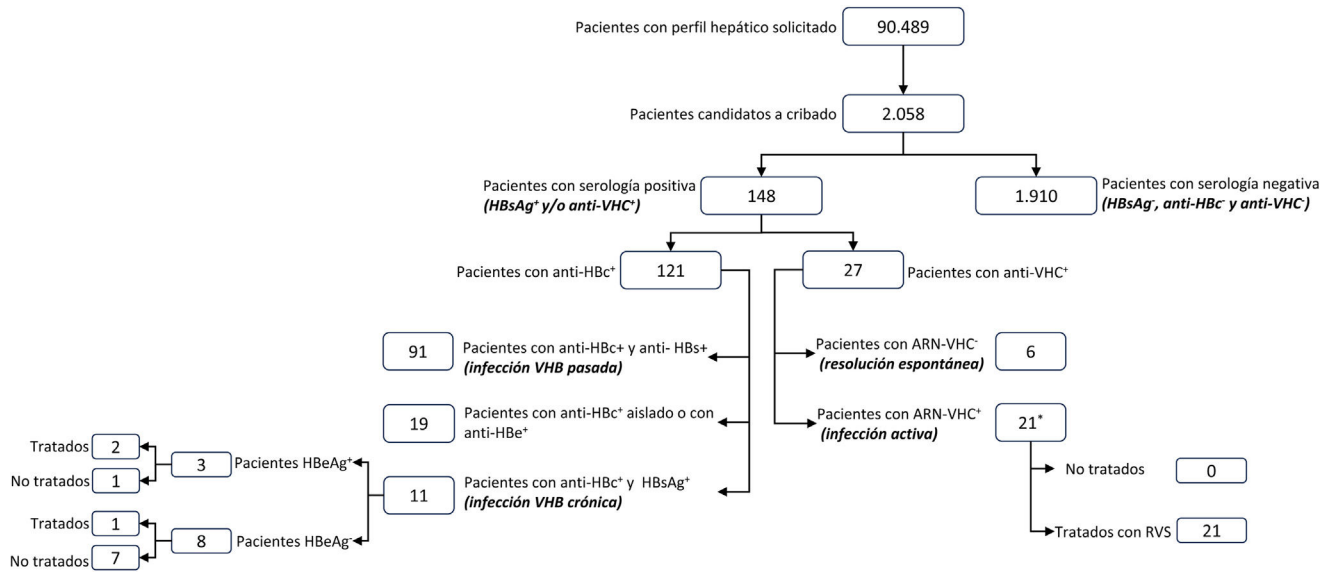 Pacientes con perfil hepático solicitado
90.489
Pacientes candidatos a cribado
2.058
Pacientes con serología positiva
(HBsAg⁺ y/o anti-VHC⁺)
148
1.910
Pacientes con serología negativa
(HBsAg⁻, anti-HBc⁻ y anti-VHC⁻)
Pacientes con anti-HBc⁺
121
27
Pacientes con anti-VHC⁺
91
Pacientes con anti-HBc+ y anti- HBs+
(infección VHB pasada)
Pacientes con ARN-VHC⁻
(resolución espontánea)
6
19
Pacientes con anti-HBc⁺ aislado o con
anti-HBe⁺
Pacientes con ARN-VHC⁺
(infección activa)
21*
Tratados
2
No tratados
1
3
Pacientes HBeAg⁺
11
Pacientes con anti-HBc⁺ y HBsAg⁺
(infección VHB crónica)
No tratados
0
Tratados
1
No tratados
7
8
Pacientes HBeAg⁻
Tratados con RVS
21